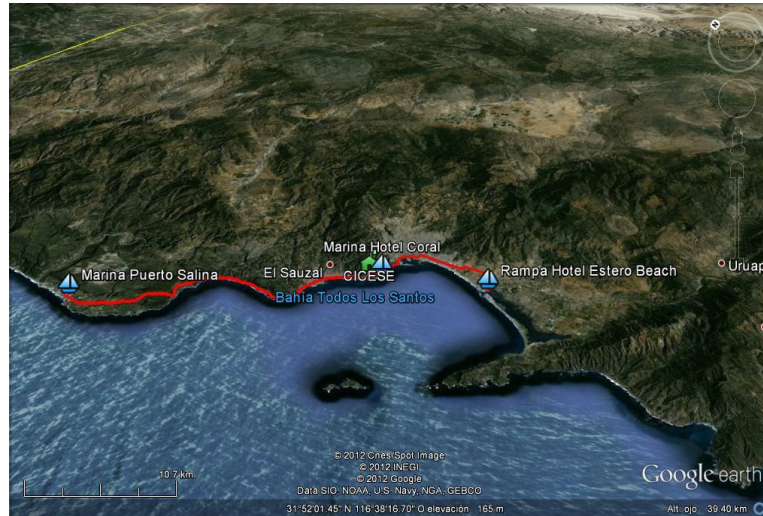 Marina Hotel Coral
El Sauzal
CICESE
Marina Puerto Salina
Rampa Hotel Estero Beach
Bahía Todos Los Santos
10.7 km
© 2012 Cnes/Spot Image
© 2012 INEGI
© 2012 Google
Data SIO, NOAA, U.S. Navy, NGA, GEBCO
Google earth
31°52'01.45" N 116°38'16.70" O elevación 165 m
Alt. ojo 39.40 km